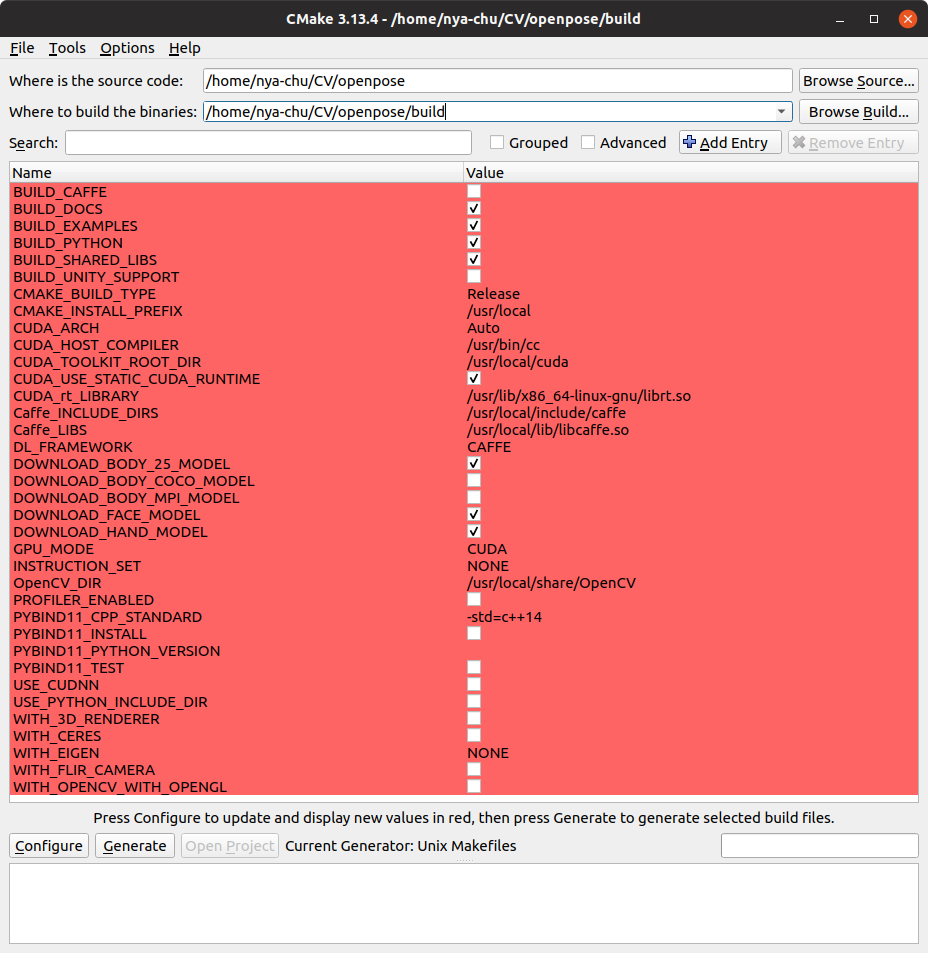 CMake 3.13.4 - /home/nya-chu/CV/openpose/build
File Tools Options Help
Where is the source code: /home/nya-chu/CV/openpose Browse Source...
Where to build the binaries: /home/nya-chu/CV/openpose/build Browse Build...
Search: Grouped Advanced Add Entry Remove Entry
Name Value
BUILD_CAFFE
BUILD_DOCS
BUILD_EXAMPLES
BUILD_PYTHON
BUILD_SHARED_LIBS
BUILD_UNITY_SUPPORT
CMAKE_BUILD_TYPE Release
CMAKE_INSTALL_PREFIX /usr/local
CUDA_ARCH Auto
CUDA_HOST_COMPILER /usr/bin/cc
CUDA_TOOLKIT_ROOT_DIR /usr/local/cuda
CUDA_USE_STATIC_CUDA_RUNTIME
CUDA_rt_LIBRARY /usr/lib/x86_64-linux-gnu/librt.so
Caffe_INCLUDE_DIRS /usr/local/include/caffe
Caffe_LIBS /usr/local/lib/libcaffe.so
DL_FRAMEWORK CAFFE
DOWNLOAD_BODY_25_MODEL
DOWNLOAD_BODY_COCO_MODEL
DOWNLOAD_BODY_MPI_MODEL
DOWNLOAD_FACE_MODEL
DOWNLOAD_HAND_MODEL
GPU_MODE CUDA
INSTRUCTION_SET NONE
OpenCV_DIR /usr/local/share/OpenCV
PROFILER_ENABLED
PYBIND11_CPP_STANDARD -std=c++14
PYBIND11_INSTALL
PYBIND11_PYTHON_VERSION
PYBIND11_TEST
USE_CUDNN
USE_PYTHON_INCLUDE_DIR
WITH_3D_RENDERER
WITH_CERES
WITH_EIGEN NONE
WITH_FLIR_CAMERA
WITH_OPENCV_WITH_OPENGL
Press Configure to update and display new values in red, then press Generate to generate selected build files.
Configure Generate Open Project Current Generator: Unix Makefiles